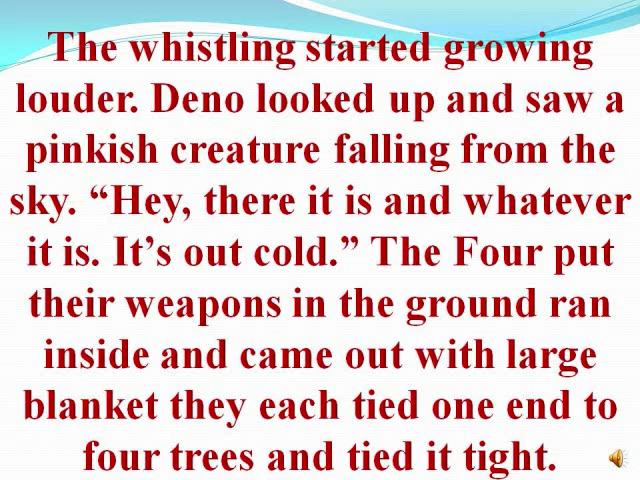 The whistling started growing
louder. Deno looked up and saw a
pinkish creature falling from the
sky. “Hey, there it is and whatever
it is. It’s out cold.” The Four put
their weapons in the ground ran
inside and came out with large
blanket they each tied one end to
four trees and tied it tight.